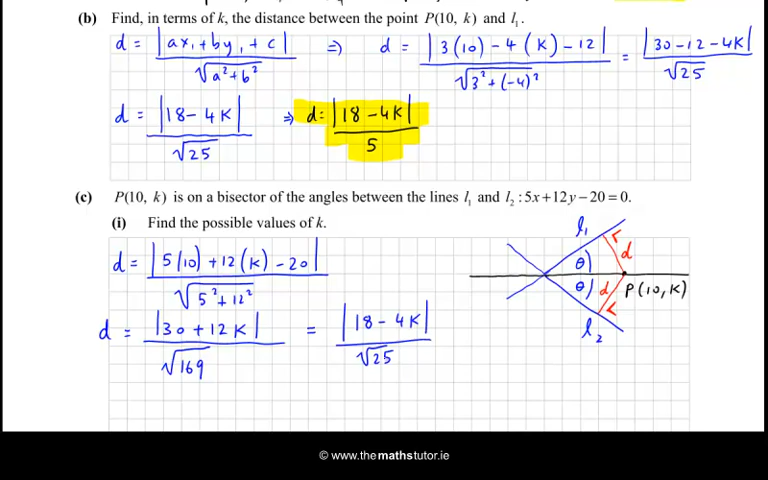 (b) Find, in terms of k, the distance between the point P(10, k) and l₁.
d = |ax₁ + by₁ + c| / √a² + b² ⇒ d = |3(10) - 4(K) - 12| / √3² + (-4)² = |30 - 12 - 4K| / √25
d = |18 - 4K| / √25 ⇒ d = |18 - 4K| / 5
(c) P(10, k) is on a bisector of the angles between the lines l₁ and l₂ : 5x+12y−20=0.
(i) Find the possible values of k.
d = |5(10) + 12(K) - 20| / √5² + 12²
d = |30 + 12K| / √169 = |18 - 4K| / √25
l₁
θ
d
θ
d
P(10, K)
l₂
© www.themathstutor.ie